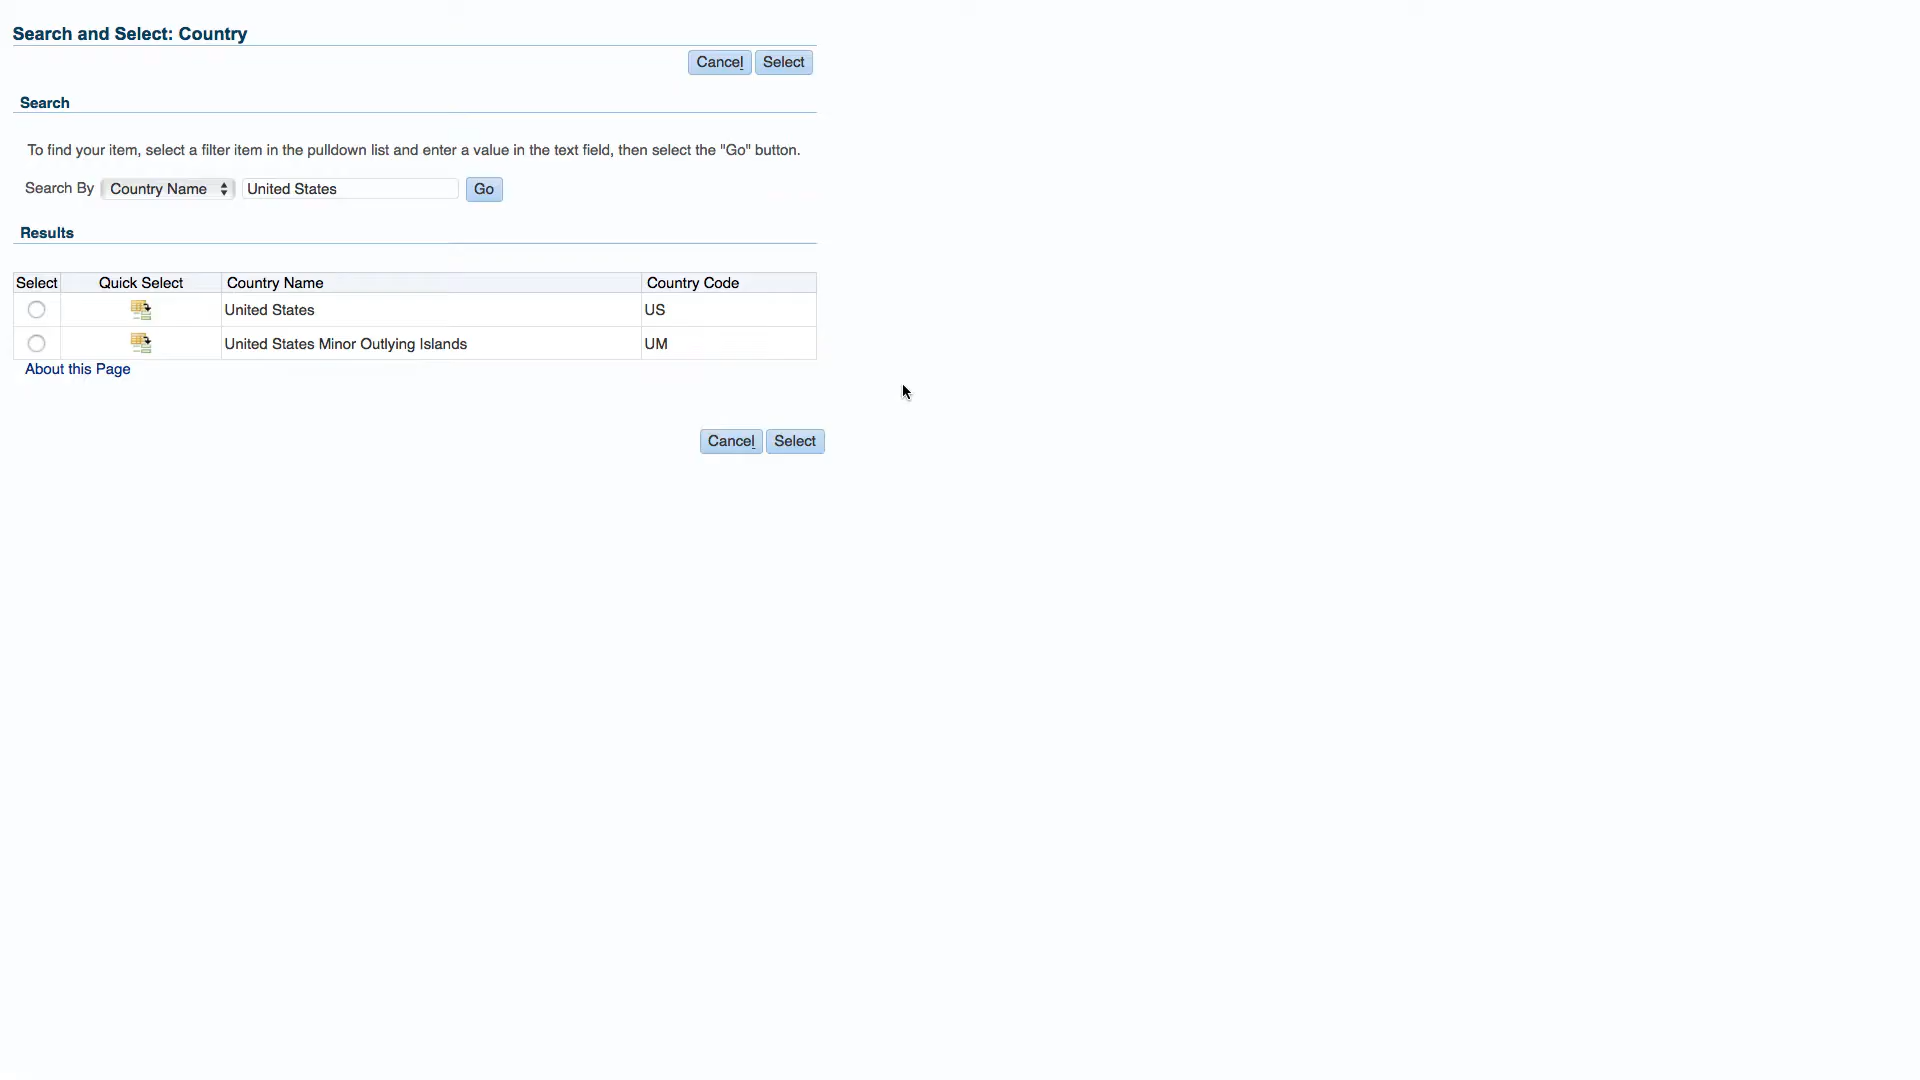 Search and Select: Country
Cancel Select
Search
To find your item, select a filter item in the pulldown list and enter a value in the text field, then select the "Go" button.
Search By Country Name United States Go
Results
Select Quick Select Country Name Country Code
United States US
United States Minor Outlying Islands UM
About this Page
Cancel Select